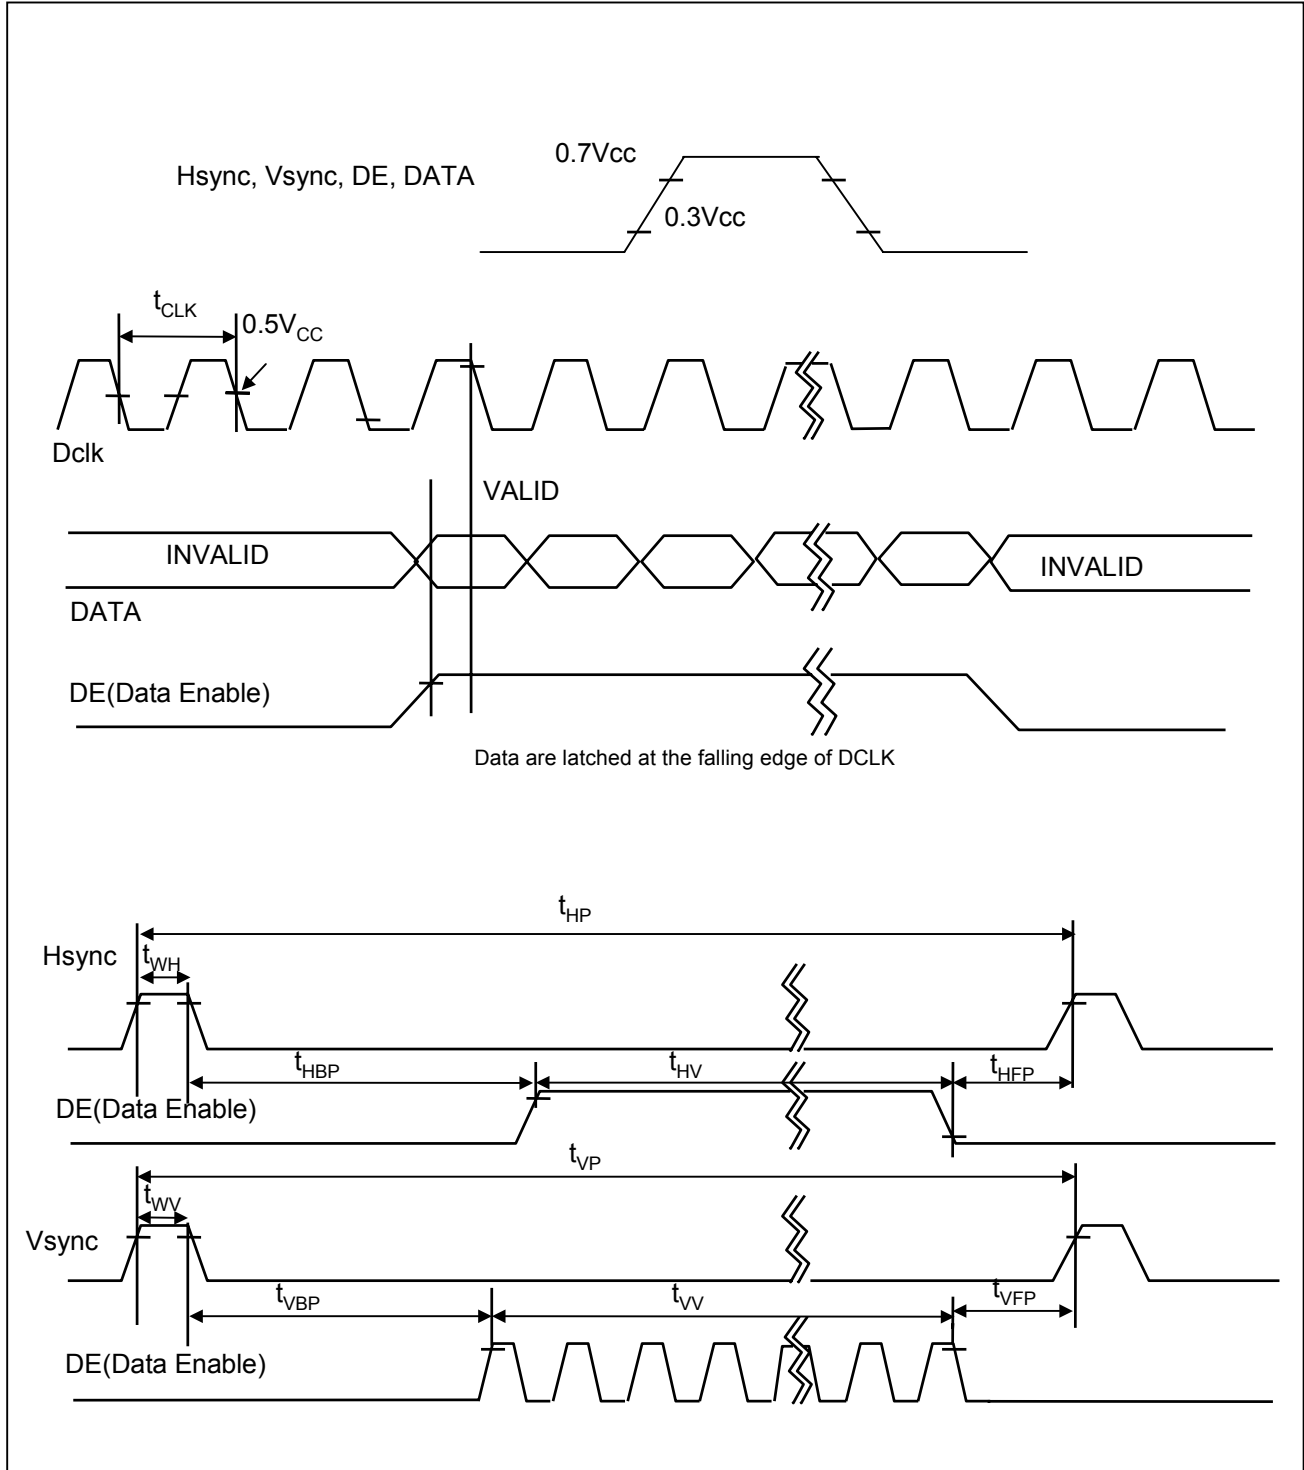 0.7Vcc
Hsync, Vsync, DE, DATA
0.3Vcc
tCLK
0.5VCC
Dclk
VALID
INVALID
INVALID
DATA
DE(Data Enable)
Data are latched at the falling edge of DCLK
tHP
Hsync
tWH
tHBP
tHV
tHFP
DE(Data Enable)
tVP
tWV
Vsync
tVBP
tVV
tVFP
DE(Data Enable)